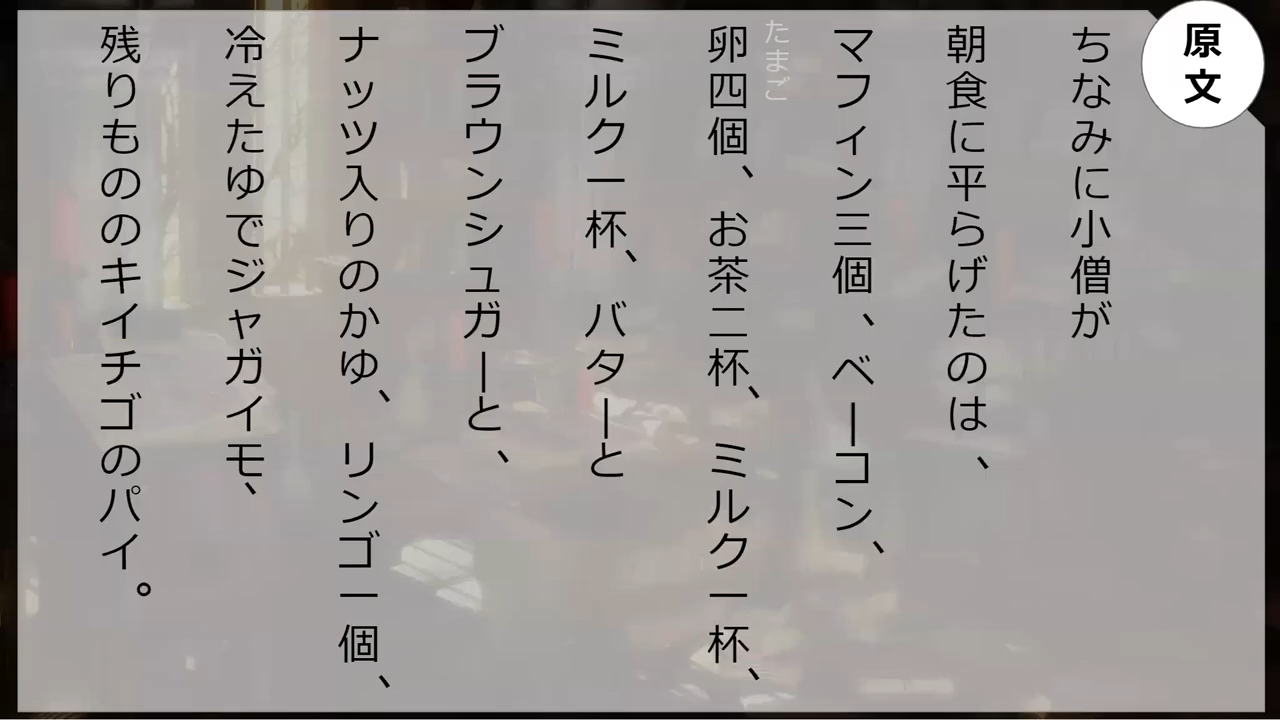 原文
ちなみに小僧が
朝食に平らげたのは、
マフィン三個、ベーコン、
たまご
卵四個、お茶二杯、ミルク一杯、
ミルク一杯、バターと
ブラウンシュガーと、
ナッツ入りのかゆ、リンゴ一個、
冷えたゆでジャガイモ、
残りもののキイチゴのパイ。